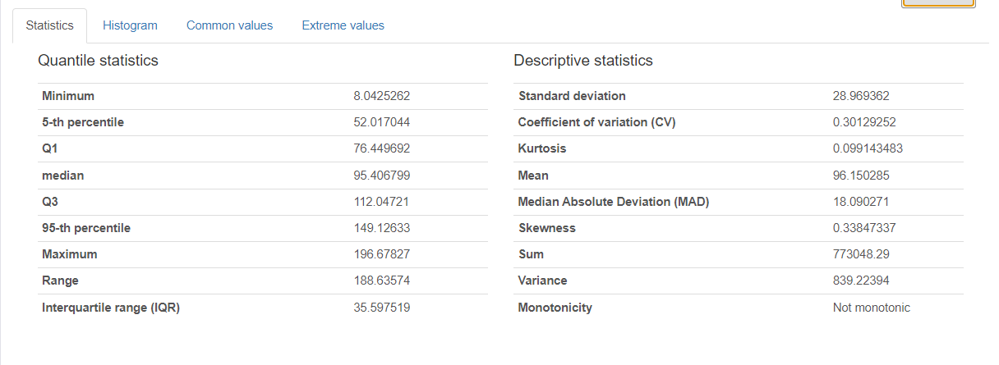 Statistics Histogram Common values Extreme values
Quantile statistics Descriptive statistics
Minimum 8.0425262 Standard deviation 28.969362
5-th percentile 52.017044 Coefficient of variation (CV) 0.30129252
Q1 76.449692 Kurtosis 0.099143483
median 95.406799 Mean 96.150285
Q3 112.04721 Median Absolute Deviation (MAD) 18.090271
95-th percentile 149.12633 Skewness 0.33847337
Maximum 196.67827 Sum 773048.29
Range 188.63574 Variance 839.22394
Interquartile range (IQR) 35.597519 Monotonicity Not monotonic